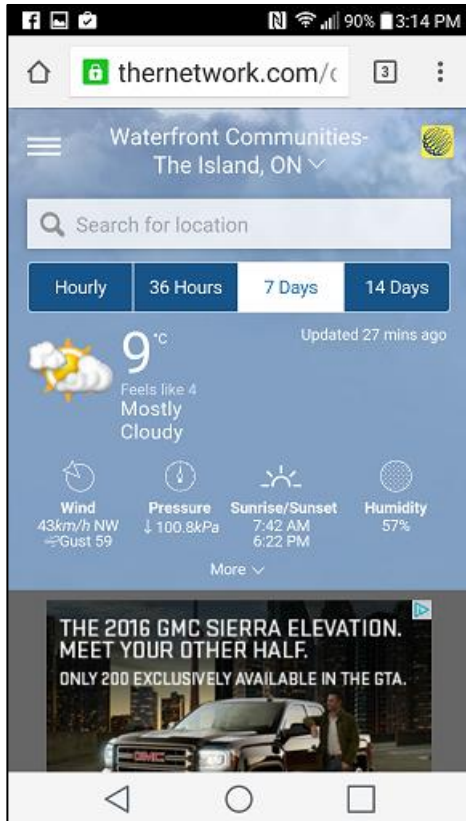 90% 3:14 PM
thernetwork.com/c
3
Waterfront Communities-
The Island, ON
Search for location
Hourly 36 Hours 7 Days 14 Days
9°C
Updated 27 mins ago
Feels like 4
Mostly
Cloudy
Wind Pressure Sunrise/Sunset Humidity
43km/h NW ↓ 100.8kPa 7:42 AM 57%
Gust 59 6:22 PM
More
THE 2016 GMC SIERRA ELEVATION.
MEET YOUR OTHER HALF.
ONLY 200 EXCLUSIVELY AVAILABLE IN THE GTA.
GMC